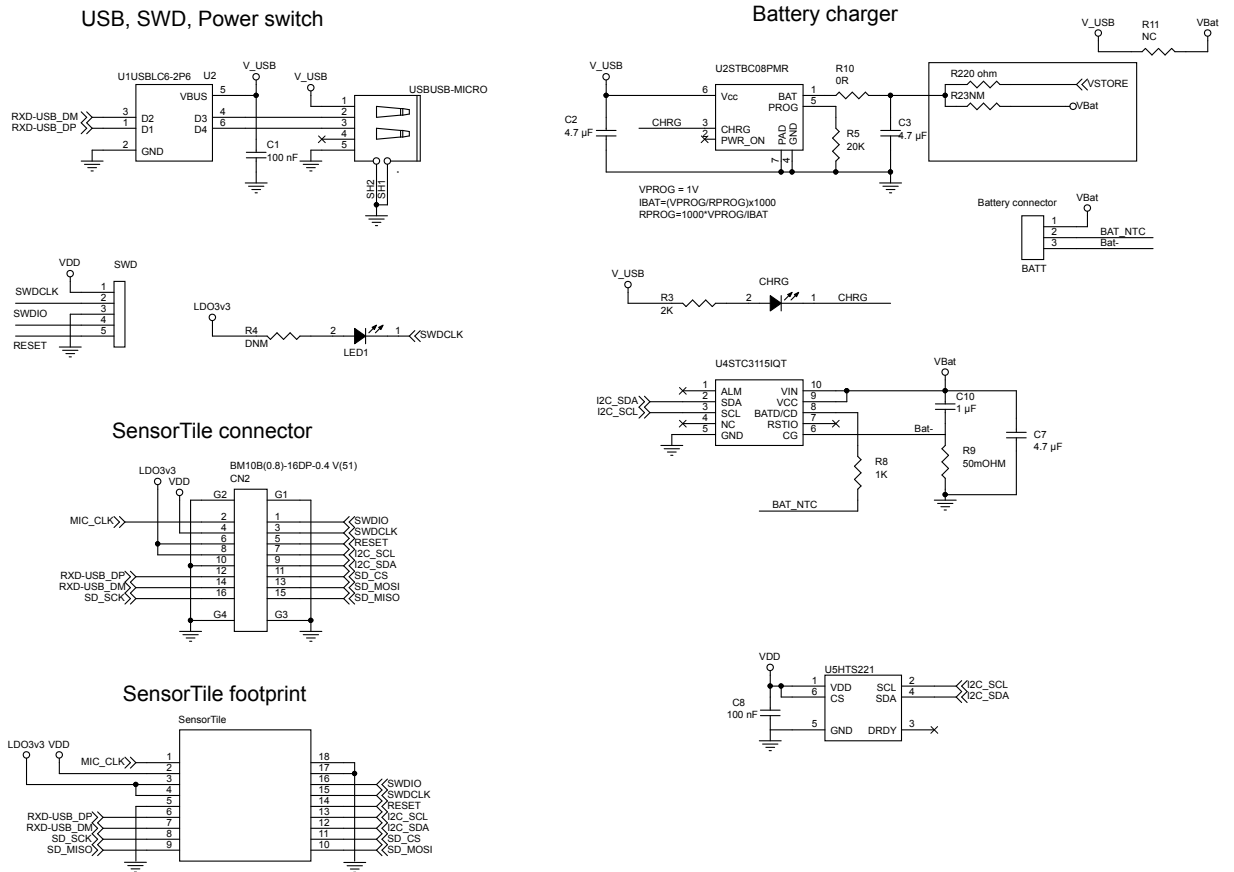 USB, SWD, Power switch
U1USBLC6-2P6 U2
V_USB
V_USB
USBUSB-MICRO
RXD-USB_DM
RXD-USB_DP
3 D2
1 D1
2 GND
VBUS 5
D3 4
D4 6
C1
100 nF
1
2
3
4
5
SH2
SH1
VDD
SWD
SWDCLK
SWDIO
RESET
1
2
3
4
5
LDO3v3
R4
DNM
2
LED1
1
SWDCLK
SensorTile connector
LDO3v3
VDD
BM10B(0.8)-16DP-0.4 V(51)
CN2
G2 G1
MIC_CLK 2 1 SWDIO
4 3 SWDCLK
6 5 RESET
8 7 I2C_SCL
10 9 I2C_SDA
RXD-USB_DP 12 11 SD_CS
RXD-USB_DM 14 13 SD_MOSI
SD_SCK 16 15 SD_MISO
G4 G3
SensorTile footprint
SensorTile
LDO3v3 VDD
MIC_CLK 1
2
3
4
5
RXD-USB_DP 6
RXD-USB_DM 7
SD_SCK 8
SD_MISO 9
18
17
16 SWDIO
15 SWDCLK
14 RESET
13 I2C_SCL
12 I2C_SDA
11 SD_CS
10 SD_MOSI
Battery charger
V_USB
R11
NC
VBat
V_USB
U2STBC08PMR
R10
0R
C2
4.7 µF
6 Vcc
CHRG 3 CHRG
2 PWR_ON
BAT 1
PROG 5
PAD
GND
7
4
R5
20K
C3
4.7 µF
R220 ohm
VSTORE
R23NM
VBat
VPROG = 1V
IBAT=(VPROG/RPROG)x1000
RPROG=1000*VPROG/IBAT
Battery connector
VBat
1
2 BAT_NTC
3 Bat-
BATT
V_USB
R3
2K
2
CHRG
1
CHRG
U4STC3115IQT
I2C_SDA
I2C_SCL
1 ALM
2 SDA
3 SCL
4 NC
5 GND
VIN 10
VCC 9
BATD/CD 8
RSTIO 7
CG 6
VBat
C10
1 µF
Bat-
C7
4.7 µF
R9
50mOHM
R8
1K
BAT_NTC
VDD
U5HTS221
C8
100 nF
1 VDD
6 CS
5 GND
SCL 2 I2C_SCL
SDA 4 I2C_SDA
DRDY 3